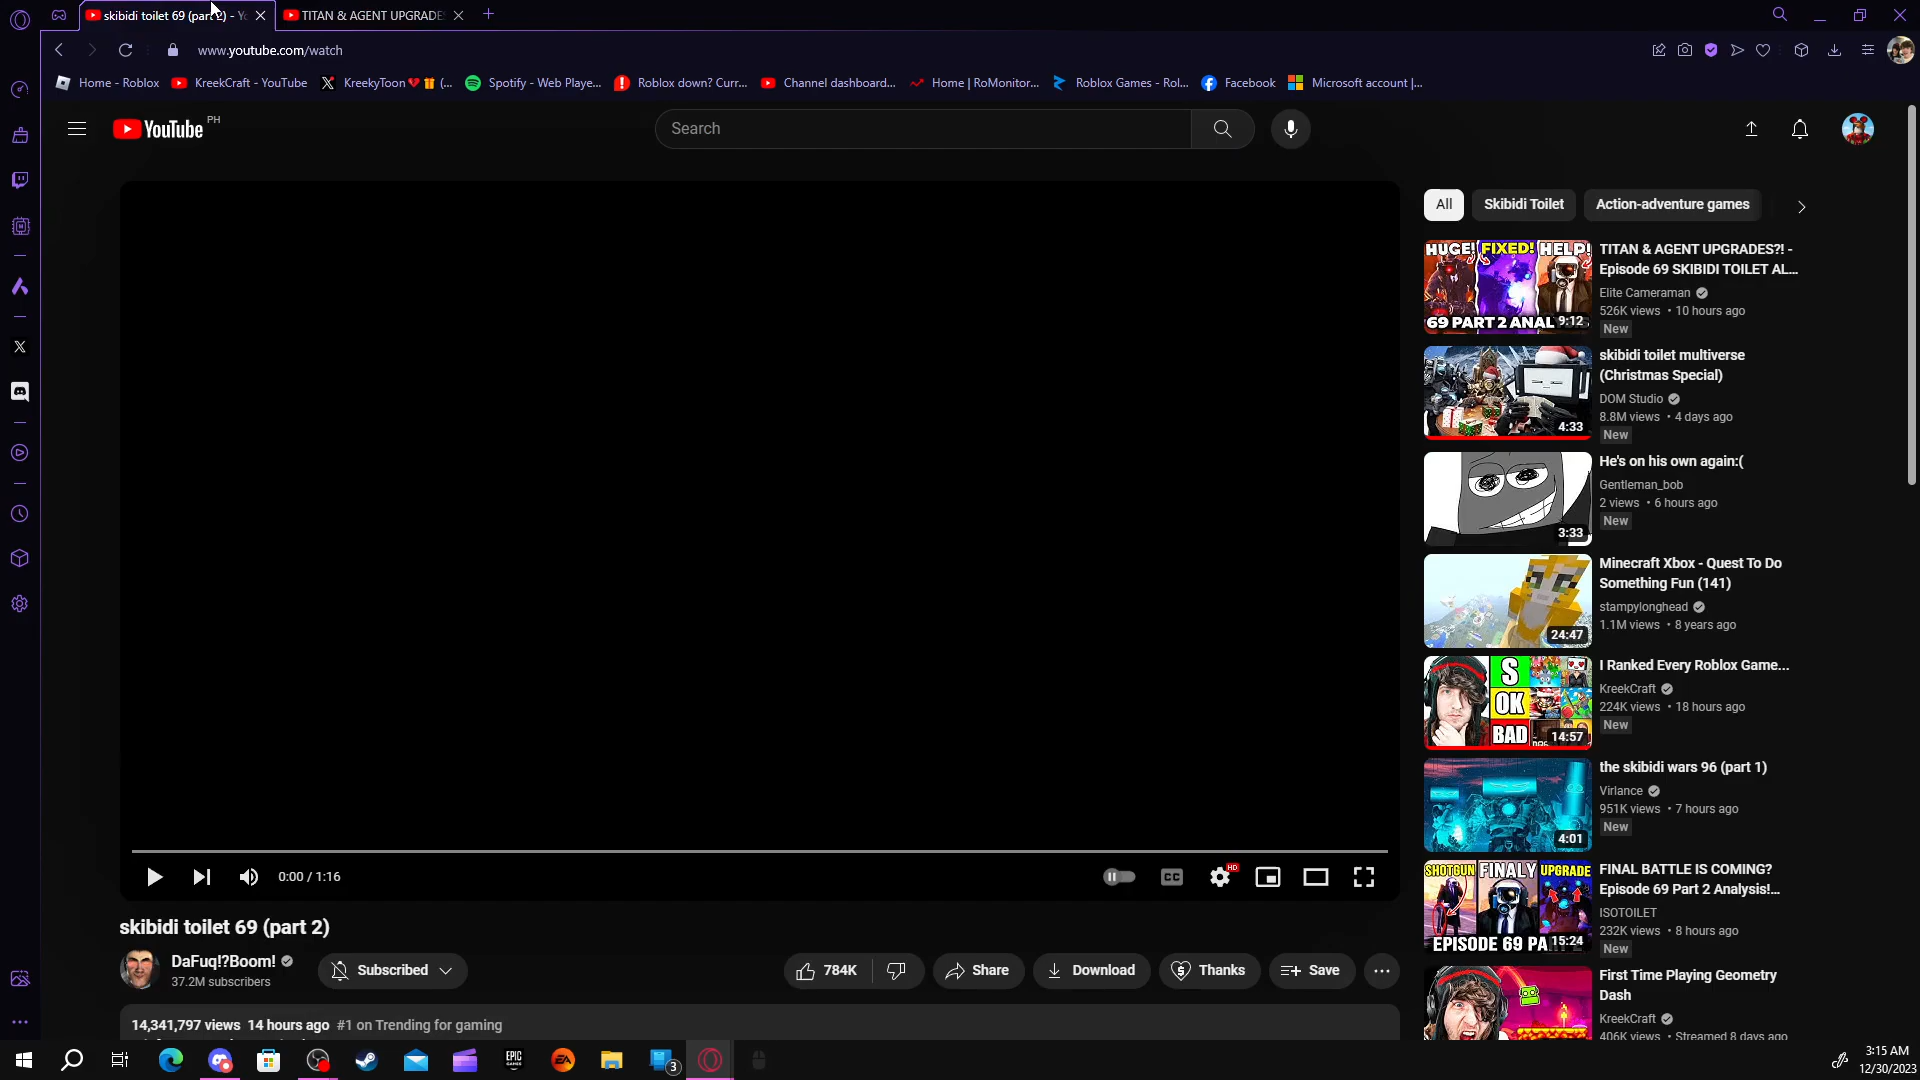 skibidi toilet 69 (part 2) - Yo
TITAN & AGENT UPGRADES
www.youtube.com/watch
Home - Roblox
KreekCraft - YouTube
KreekyToon💔🎁 (...
Spotify - Web Playe...
Roblox down? Curr...
Channel dashboard...
Home | RoMonitor...
Roblox Games - Rol...
Facebook
Microsoft account |...
YouTube PH
Search
All
Skibidi Toilet
Action-adventure games
HUGE! FIXED! HELP!
69 PART 2 ANAL
9:12
TITAN & AGENT UPGRADES?! -
Episode 69 SKIBIDI TOILET AL...
Elite Cameraman
526K views • 10 hours ago
New
4:33
skibidi toilet multiverse
(Christmas Special)
DOM Studio
8.8M views • 4 days ago
New
3:33
He's on his own again:(
Gentleman_bob
2 views • 6 hours ago
New
24:47
Minecraft Xbox - Quest To Do
Something Fun (141)
stampylonghead
1.1M views • 8 years ago
S
OK
BAD
14:57
I Ranked Every Roblox Game...
KreekCraft
224K views • 18 hours ago
New
4:01
the skibidi wars 96 (part 1)
Virlance
951K views • 7 hours ago
New
SHOTGUN FINALY UPGRADE
EPISODE 69 PA
15:24
FINAL BATTLE IS COMING?
Episode 69 Part 2 Analysis!...
ISOTOILET
232K views • 8 hours ago
New
First Time Playing Geometry
Dash
KreekCraft
406K views • Streamed 8 days ago
0:00 / 1:16
CC
HD
skibidi toilet 69 (part 2)
DaFuq!?Boom!
37.2M subscribers
Subscribed
784K
Share
Download
Thanks
Save
14,341,797 views 14 hours ago #1 on Trending for gaming
EPIC
GAMES
EA
3
3:15 AM
12/30/2023